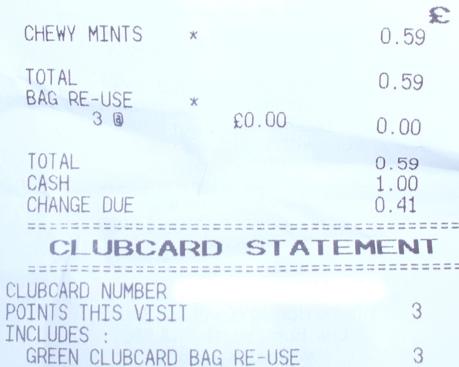 £
CHEWY MINTS * 0.59
TOTAL 0.59
BAG RE-USE *
3 @ £0.00 0.00
TOTAL 0.59
CASH 1.00
CHANGE DUE 0.41
================================
CLUBCARD STATEMENT
================================
CLUBCARD NUMBER
POINTS THIS VISIT 3
INCLUDES :
GREEN CLUBCARD BAG RE-USE 3